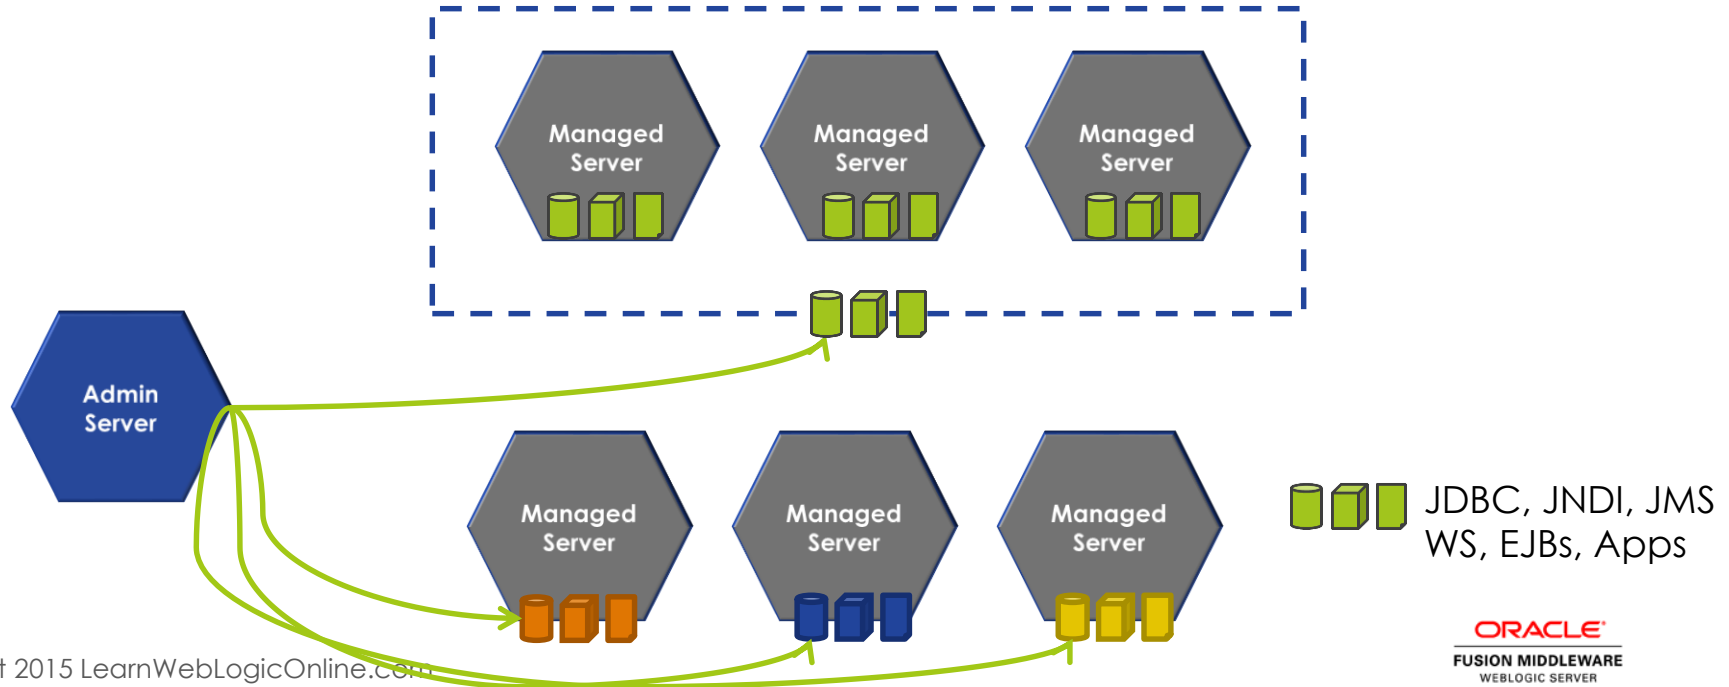 Managed
Server
Managed
Server
Managed
Server
Admin
Server
Managed
Server
Managed
Server
Managed
Server
JDBC, JNDI, JMS
WS, EJBs, Apps
t 2015 LearnWebLogicOnline.com
ORACLE®
FUSION MIDDLEWARE
WEBLOGIC SERVER